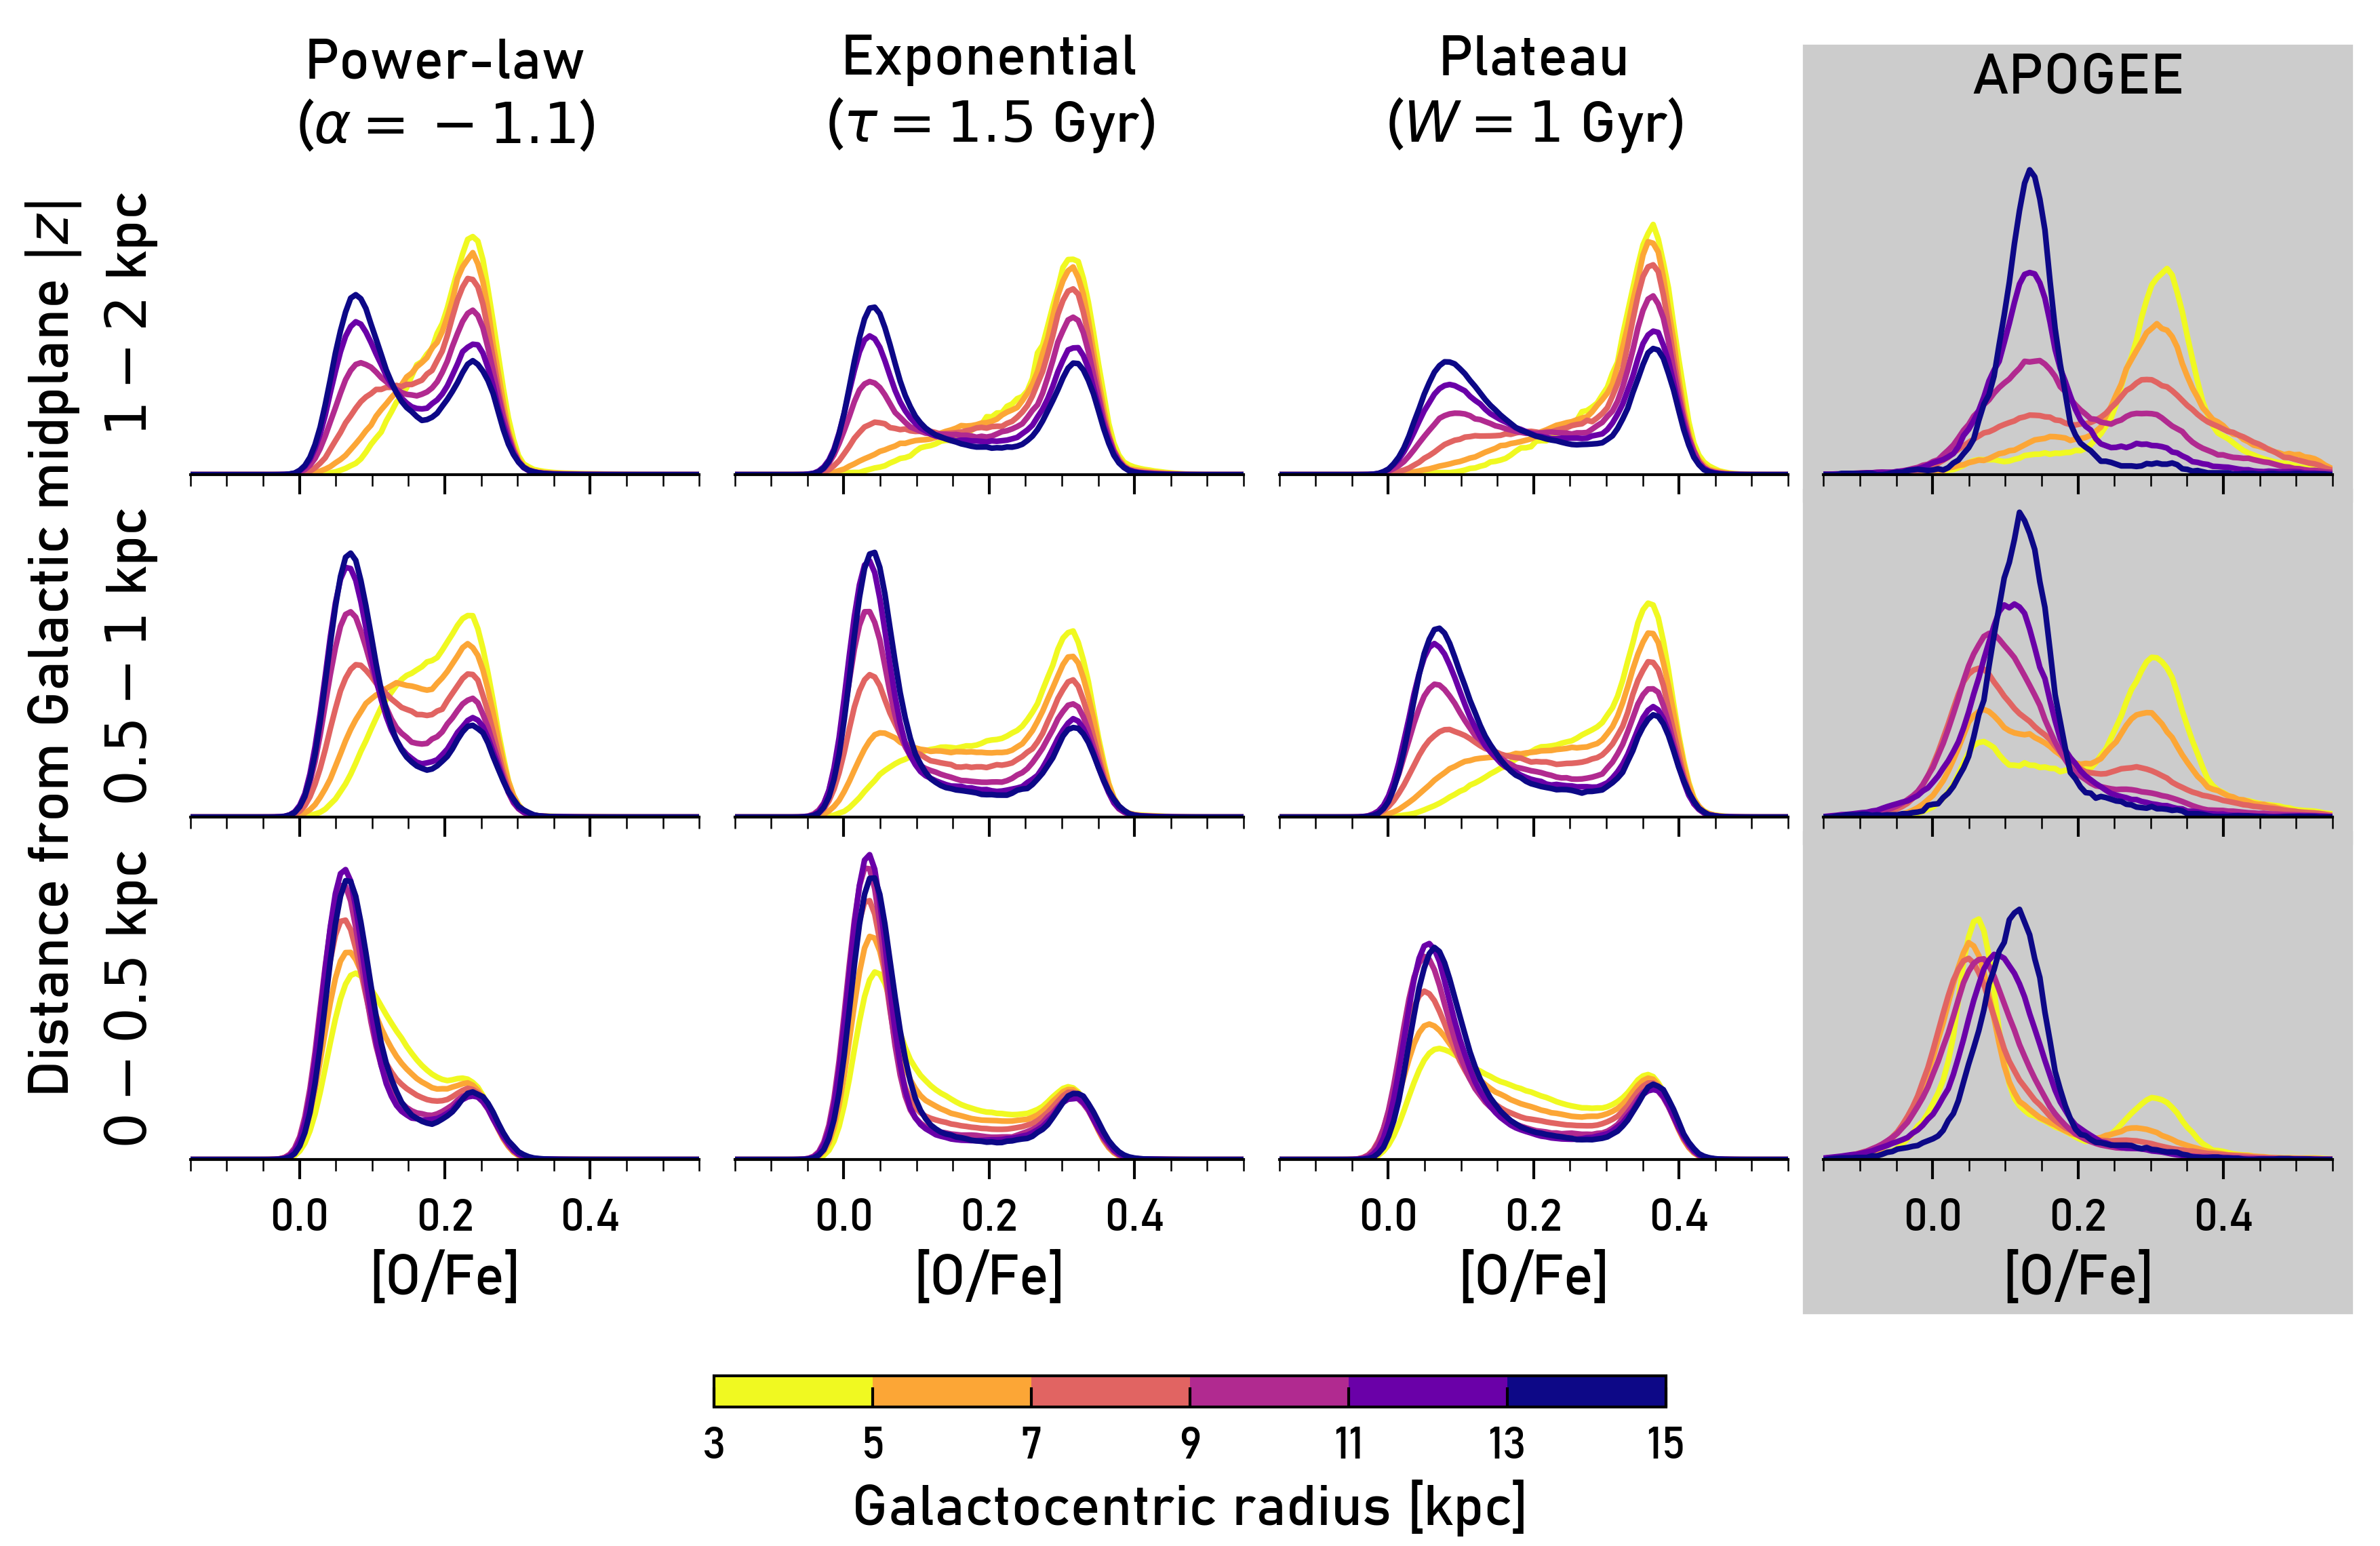 Power-law
(α = −1.1)
Exponential
(τ = 1.5 Gyr)
Plateau
(W = 1 Gyr)
APOGEE
Distance from Galactic midplane |z|
1 − 2 kpc
0.5 − 1 kpc
0 − 0.5 kpc
0.0 0.2 0.4
[O/Fe]
0.0 0.2 0.4
[O/Fe]
0.0 0.2 0.4
[O/Fe]
0.0 0.2 0.4
[O/Fe]
3 5 7 9 11 13 15
Galactocentric radius [kpc]